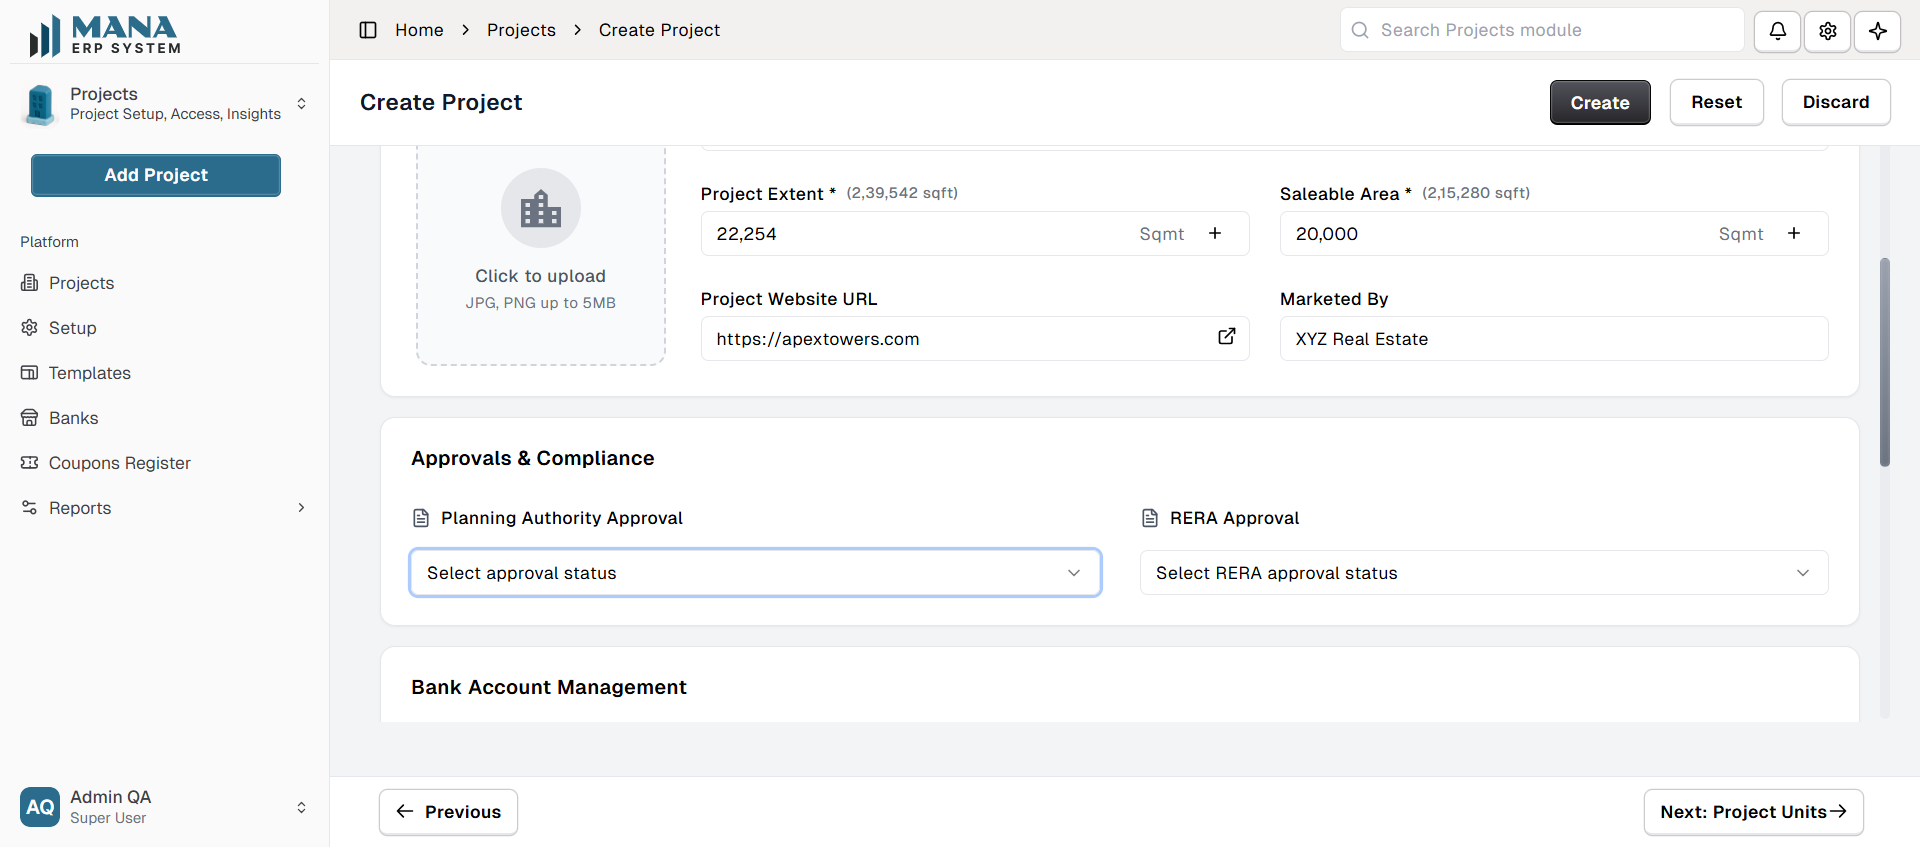 MANA
ERP SYSTEM
Projects
Project Setup, Access, Insights
Add Project
Platform
Projects
Setup
Templates
Banks
Coupons Register
Reports
AQ
Admin QA
Super User
Home
Projects
Create Project
Search Projects module
Create Project
Create
Reset
Discard
Click to upload
JPG, PNG up to 5MB
Project Extent * (2,39,542 sqft)
22,254 Sqmt
Saleable Area * (2,15,280 sqft)
20,000 Sqmt
Project Website URL
https://apextowers.com
Marketed By
XYZ Real Estate
Approvals & Compliance
Planning Authority Approval
Select approval status
RERA Approval
Select RERA approval status
Bank Account Management
Previous
Next: Project Units